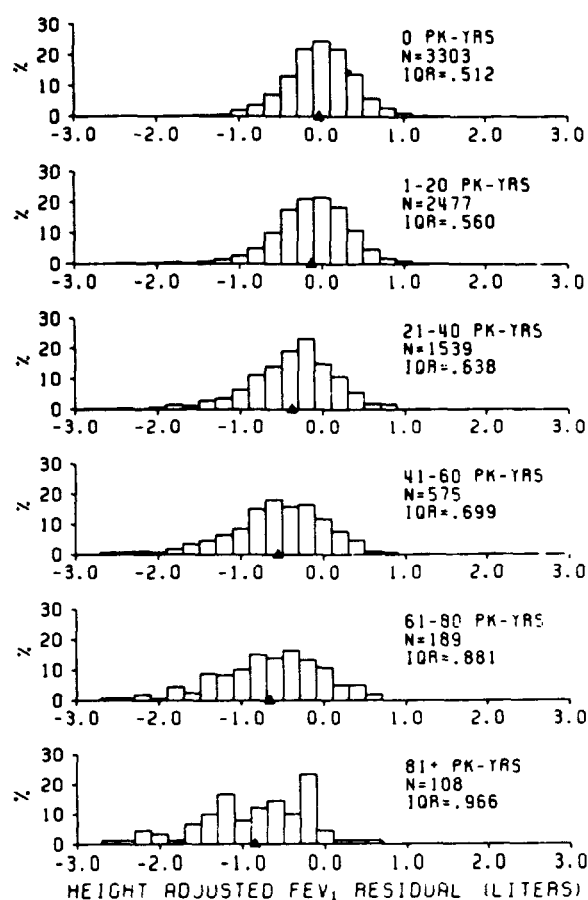 30
20
10
0
%
0 PK-YRS
N=3303
IQR=.512
-3.0 -2.0 -1.0 0.0 1.0 2.0 3.0
30
20
10
0
%
1-20 PK-YRS
N=2477
IQR=.560
-3.0 -2.0 -1.0 0.0 1.0 2.0 3.0
30
20
10
0
%
21-40 PK-YRS
N=1539
IQR=.638
-3.0 -2.0 -1.0 0.0 1.0 2.0 3.0
30
20
10
0
%
41-60 PK-YRS
N=575
IQR=.699
-3.0 -2.0 -1.0 0.0 1.0 2.0 3.0
30
20
10
0
%
61-80 PK-YRS
N=189
IQR=.881
-3.0 -2.0 -1.0 0.0 1.0 2.0 3.0
30
20
10
0
%
81+ PK-YRS
N=108
IQR=.966
-3.0 -2.0 -1.0 0.0 1.0 2.0 3.0
HEIGHT ADJUSTED FEV₁ RESIDUAL (LITERS)